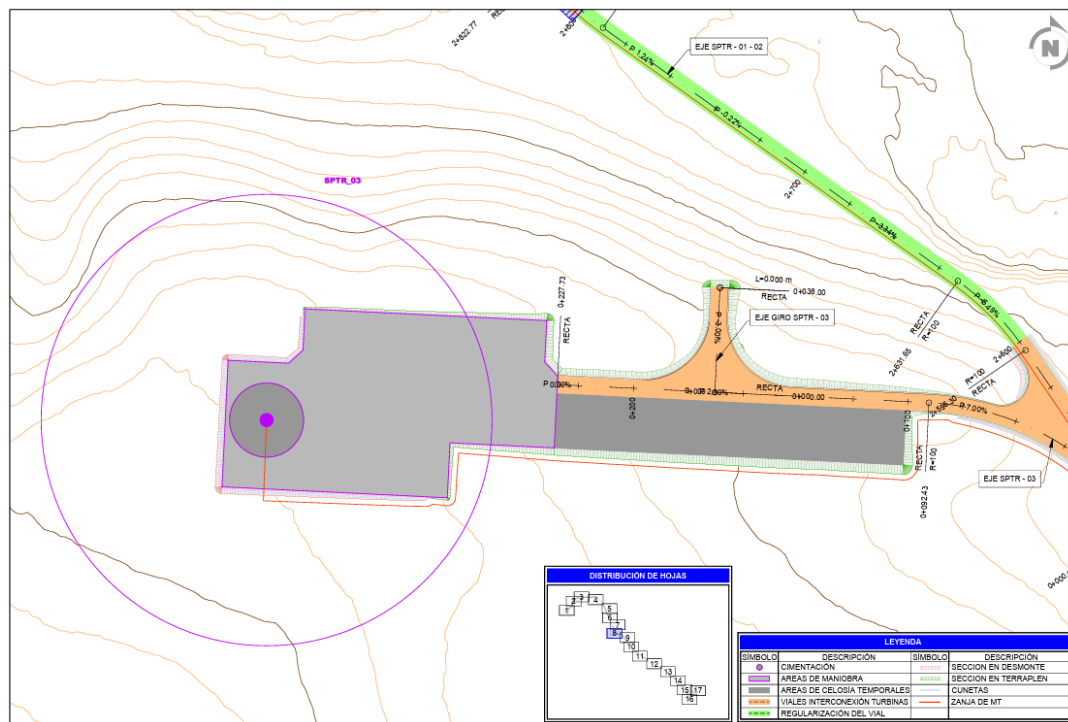 2+822.77
2+800
P 1.24%
EJE SPTR - 01 - 02
N
P -0.22%
2+700
SPTR_03
P -3.34%
0+227.73
RECTA
L=0.000 m
0+038.00
RECTA
P -6.49%
EJE GIRO SPTR - 03
RECTA
R=100
2+631.65
2+600
R=100
RECTA
RECTA
0+000.00
0+200
0+100
2+595.30
P 7.00%
RECTA
R=100
EJE SPTR - 03
0+092.43
DISTRIBUCIÓN DE HOJAS
1
2
3
4
5
6
7
8
9
10
11
12
13
14
15
17
16
LEYENDA
SÍMBOLO DESCRIPCIÓN SÍMBOLO DESCRIPCIÓN
CIMENTACIÓN SECCION EN DESMONTE
AREAS DE MANIOBRA SECCION EN TERRAPLEN
AREAS DE CELOSÍA TEMPORALES CUNETAS
VIALES INTERCONEXIÓN TURBINAS ZANJA DE MT
REGULARIZACIÓN DEL VIAL